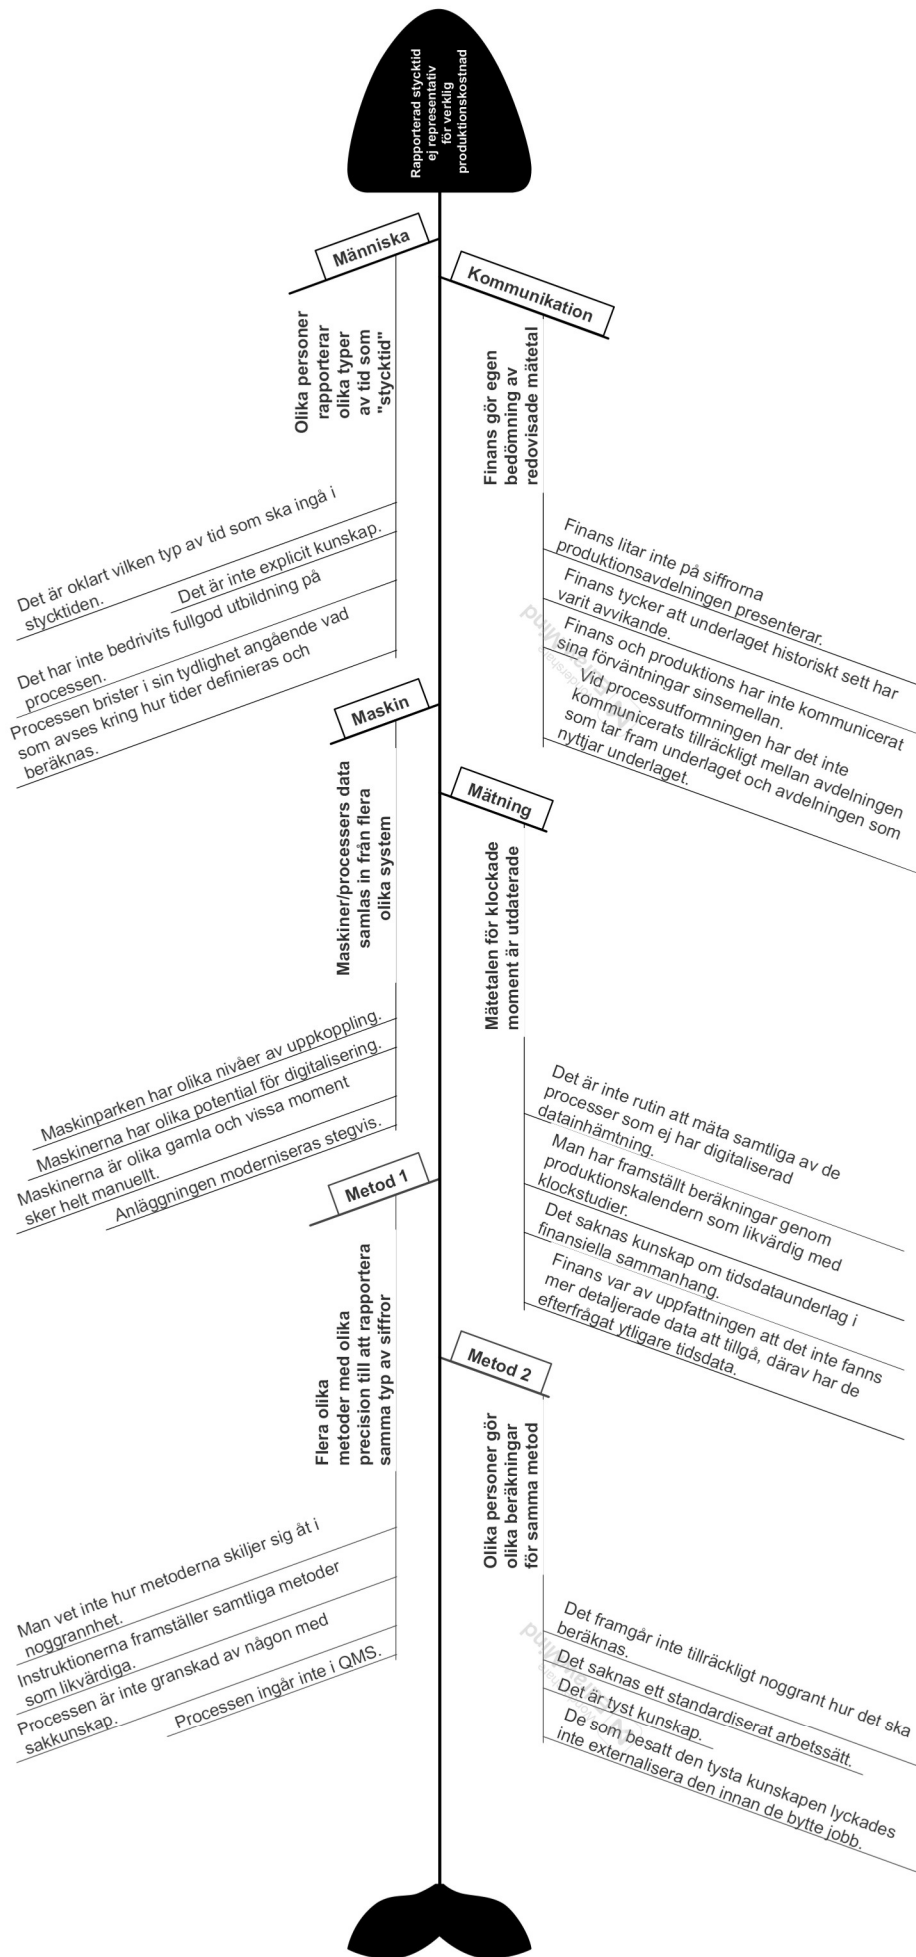 Rapporterad stycktid
ej representativ
för verklig
produktionskostnad
Människa
Olika personer
rapporterar
olika typer
av tid som
"stycktid"
Det är oklart vilken typ av tid som ska ingå i
stycktiden.
Det är inte explicit kunskap.
Det har inte bedrivits fullgod utbildning på
processen.
Processen brister i sin tydlighet angående vad
som avses kring hur tider definieras och
beräknas.
Kommunikation
Finans gör egen
bedömning av
redovisade mätetal
Finans litar inte på siffrorna
produktionsavdelningen presenterar.
Finans tycker att underlaget historiskt sett har
varit avvikande.
Finans och produktions har inte kommunicerat
sina förväntningar sinsemellan.
Vid processutformningen har det inte
kommunicerats tillräckligt mellan avdelningen
som tar fram underlaget och avdelningen som
nyttjar underlaget.
Maskin
Maskiner/processers data
samlas in från flera
olika system
Maskinparken har olika nivåer av uppkoppling.
Maskinerna har olika potential för digitalisering.
Maskinerna är olika gamla och vissa moment
sker helt manuellt.
Anläggningen moderniseras stegvis.
Mätning
Mätetalen för klockade
moment är utdaterade
Det är inte rutin att mäta samtliga av de
processer som ej har digitaliserad
datainhämtning.
Man har framställt beräkningar genom
produktionskalendern som likvärdig med
klockstudier.
Det saknas kunskap om tidsdataunderlag i
finansiella sammanhang.
Finans var av uppfattningen att det inte fanns
mer detaljerade data att tillgå, därav har de
efterfrågat ytligare tidsdata.
Metod 1
Flera olika
metoder med olika
precision till att rapportera
samma typ av siffror
Man vet inte hur metoderna skiljer sig åt i
noggrannhet.
Instruktionerna framställer samtliga metoder
som likvärdiga.
Processen är inte granskad av någon med
sakkunskap.
Processen ingår inte i QMS.
Metod 2
Olika personer gör
olika beräkningar
för samma metod
Det framgår inte tillräckligt noggrant hur det ska
beräknas.
Det saknas ett standardiserat arbetssätt.
Det är tyst kunskap.
De som besatt den tysta kunskapen lyckades
inte externalisera den innan de bytte jobb.